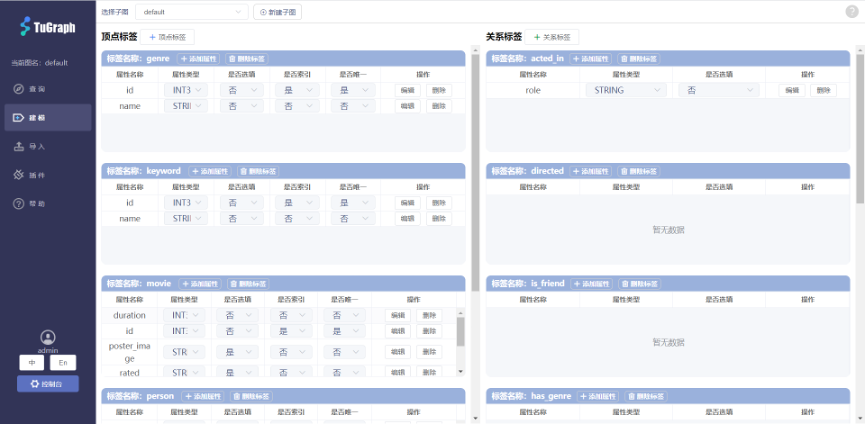 TuGraph
当前图名: default
查 询
建 模
导 入
插 件
帮 助
admin
中 En
控制台
选择子图 default 新建子图 ?
顶点标签 + 顶点标签
标签名称: genre + 添加属性 删除标签
属性名称 属性类型 是否选填 是否索引 是否唯一 操作
id INT3 否 是 是 编辑 删除
name STRII 否 否 否 编辑 删除
标签名称: keyword + 添加属性 删除标签
属性名称 属性类型 是否选填 是否索引 是否唯一 操作
id INT3 否 是 是 编辑 删除
name STRII 否 否 否 编辑 删除
标签名称: movie + 添加属性 删除标签
属性名称 属性类型 是否选填 是否索引 是否唯一 操作
duration INT: 否 否 否 编辑 删除
id INT: 否 是 是 编辑 删除
poster_ima
ge STR 是 否 否 编辑 删除
rated STR 是 否 否 编辑 删除
标签名称: person + 添加属性 删除标签
属性名称 属性类型 是否选填 是否索引 是否唯一 操作
关系标签 + 关系标签
标签名称: acted_in + 添加属性 删除标签
属性名称 属性类型 是否选填 操作
role STRING 否 编辑 删除
标签名称: directed + 添加属性 删除标签
属性名称 属性类型 是否选填 操作
暂无数据
标签名称: is_friend + 添加属性 删除标签
属性名称 属性类型 是否选填 操作
暂无数据
标签名称: has_genre + 添加属性 删除标签
属性名称 属性类型 是否选填 操作